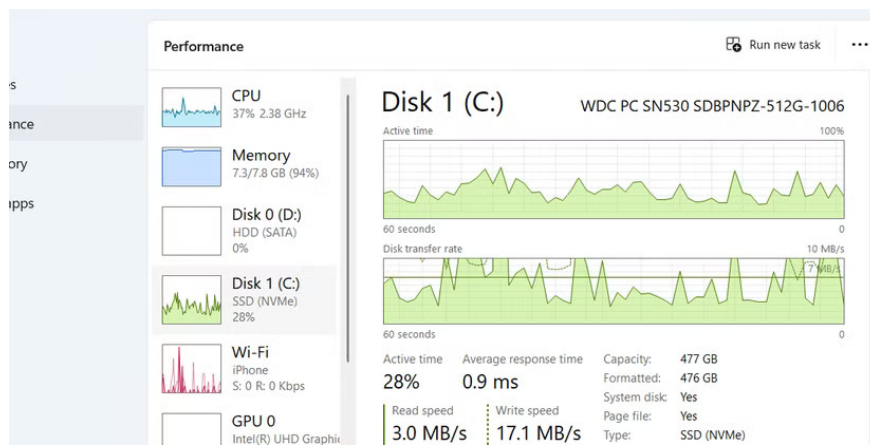 Performance
Run new task
es
ance
ory
apps
CPU
37% 2.38 GHz
Memory
7.3/7.8 GB (94%)
Disk 0 (D:)
HDD (SATA)
0%
Disk 1 (C:)
SSD (NVMe)
28%
Wi-Fi
iPhone
S: 0 R: 0 Kbps
GPU 0
Intel(R) UHD Graphi
Disk 1 (C:)
WDC PC SN530 SDBPNPZ-512G-1006
Active time 100%
60 seconds 0
Disk transfer rate 10 MB/s
7 MB/s
60 seconds 0
Active time Average response time
28% 0.9 ms
Read speed Write speed
3.0 MB/s 17.1 MB/s
Capacity: 477 GB
Formatted: 476 GB
System disk: Yes
Page file: Yes
Type: SSD (NVMe)